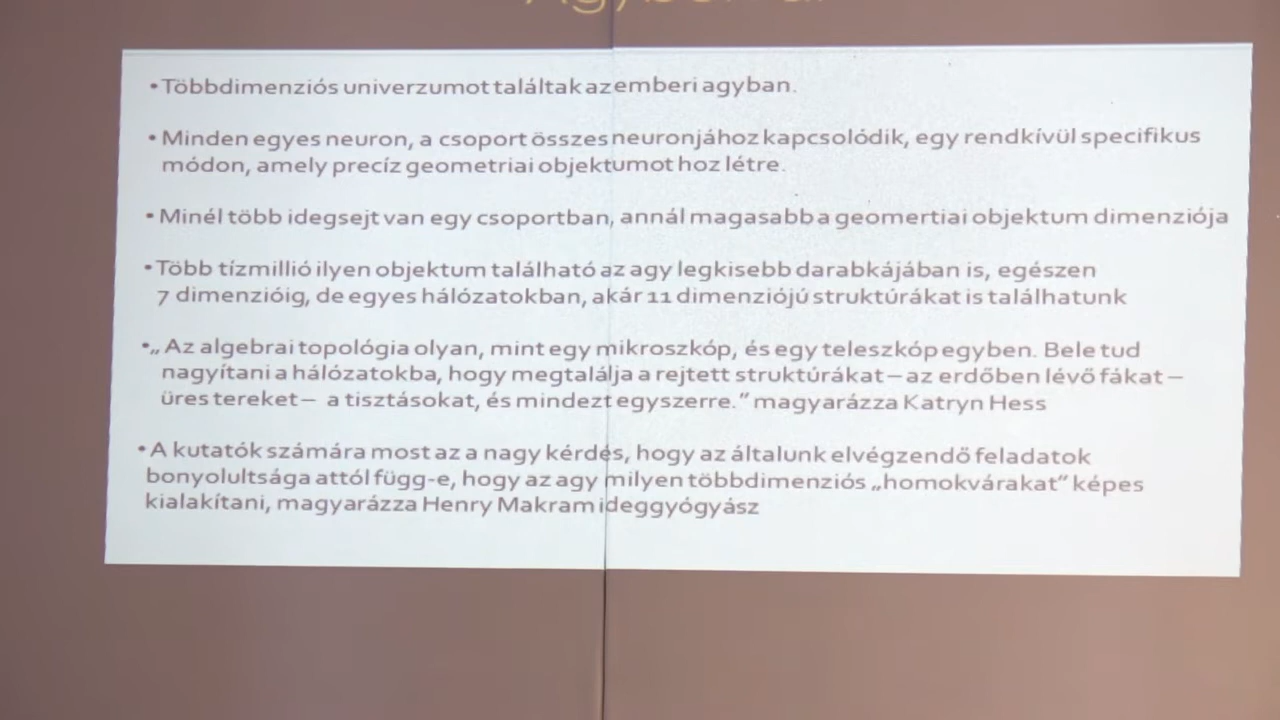 •Többdimenziós univerzumot találtak az emberi agyban.
•Minden egyes neuron, a csoport összes neuronjához kapcsolódik, egy rendkívül specifikus
módon, amely precíz geometriai objektumot hoz létre.
•Minél több idegsejt van egy csoportban, annál magasabb a geomertiai objektum dimenziója
•Több tízmillió ilyen objektum található az agy legkisebb darabkájában is, egészen
7 dimenzióig, de egyes hálózatokban, akár 11 dimenziójú struktúrákat is találhatunk
•„ Az algebrai topológia olyan, mint egy mikroszkóp, és egy teleszkóp egyben. Bele tud
nagyítani a hálózatokba, hogy megtalálja a rejtett struktúrákat – az erdőben lévő fákat –
üres tereket – a tisztásokat, és mindezt egyszerre.” magyarázza Katryn Hess
•A kutatók számára most az a nagy kérdés, hogy az általunk elvégzendő feladatok
bonyolultsága attól függ-e, hogy az agy milyen többdimenziós „homokvárakat” képes
kialakítani, magyarázza Henry Makram ideggyógyász